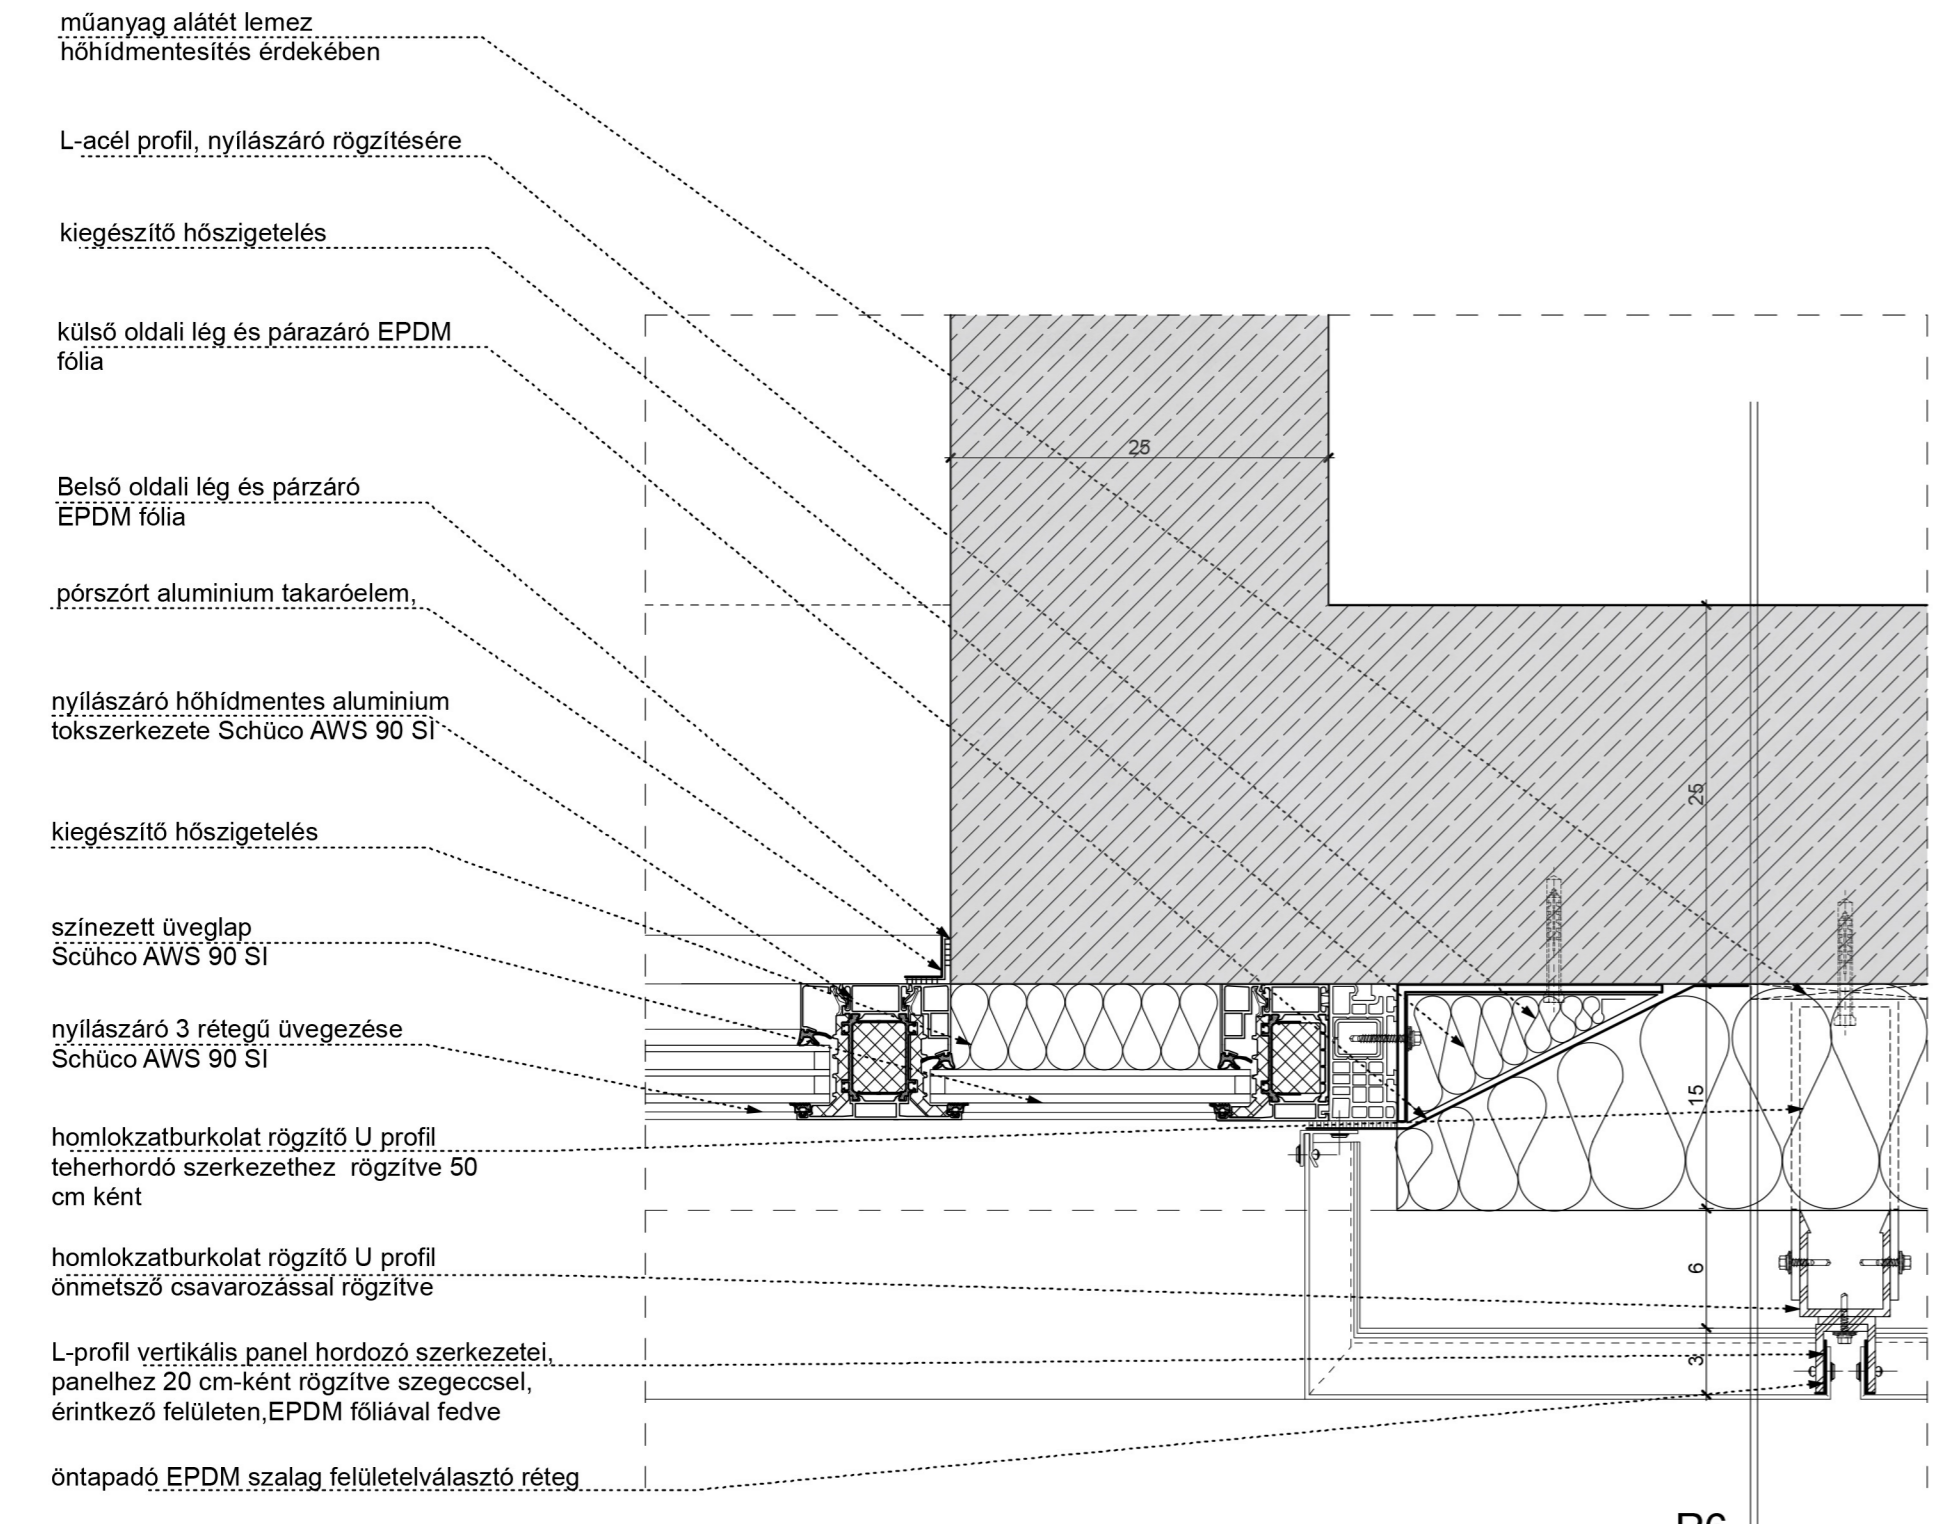 műanyag alátét lemez
hőhídmentesítés érdekében
L-acél profil, nyílászáró rögzítésére
kiegészítő hőszigetelés
külső oldali lég és párazáró EPDM
fólia
Belső oldali lég és párzáró
EPDM fólia
pórszórt aluminium takaróelem,
nyílászáró hőhídmentes aluminium
tokszerkezete Schüco AWS 90 SI
kiegészítő hőszigetelés
színezett üveglap
Scühco AWS 90 SI
nyílászáró 3 rétegű üvegezése
Schüco AWS 90 SI
homlokzatburkolat rögzítő U profil
teherhordó szerkezethez rögzítve 50
cm ként
homlokzatburkolat rögzítő U profil
önmetsző csavarozással rögzítve
L-profil vertikális panel hordozó szerkezetei,
panelhez 20 cm-ként rögzítve szegeccsel,
érintkező felületen,EPDM főliával fedve
öntapadó EPDM szalag felületelválasztó réteg
25
25
15
6
3